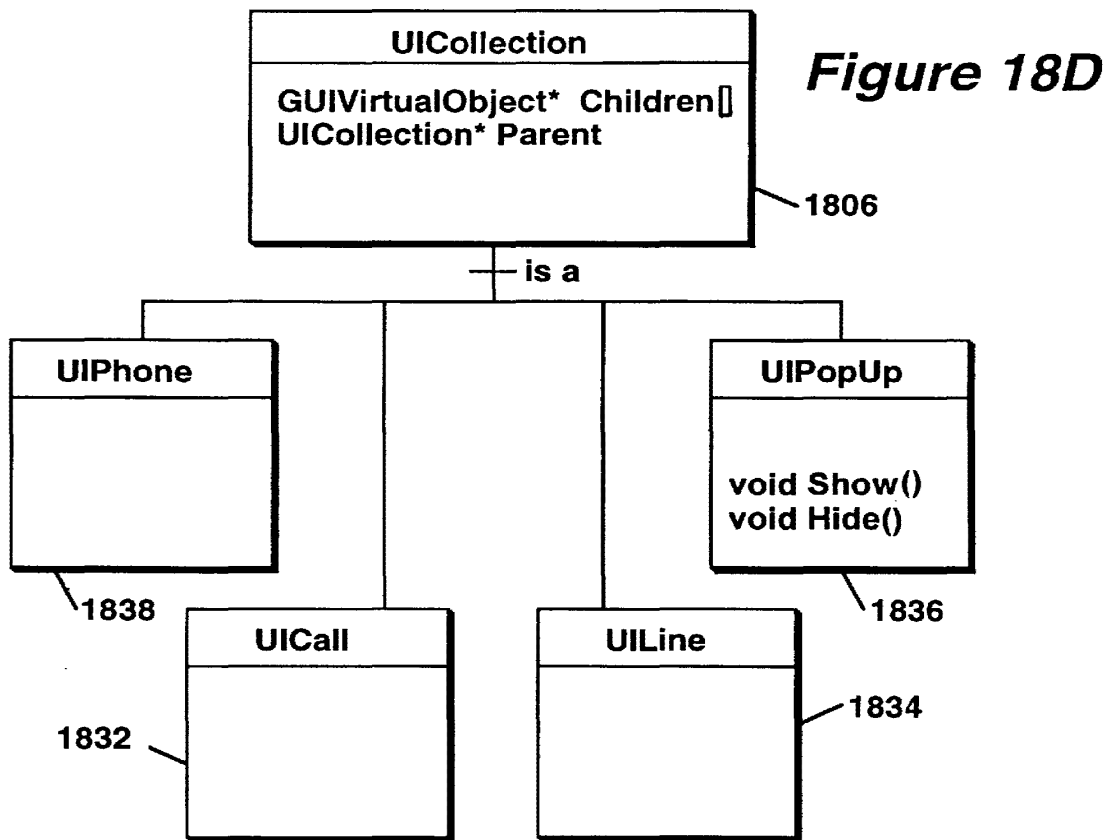 UICollection
Figure 18D
GUIVirtualObject* Children[]
UICollection* Parent
1806
is a
UIPhone
UIPopUp
void Show()
void Hide()
1838
1836
UICall
UILine
1834
1832